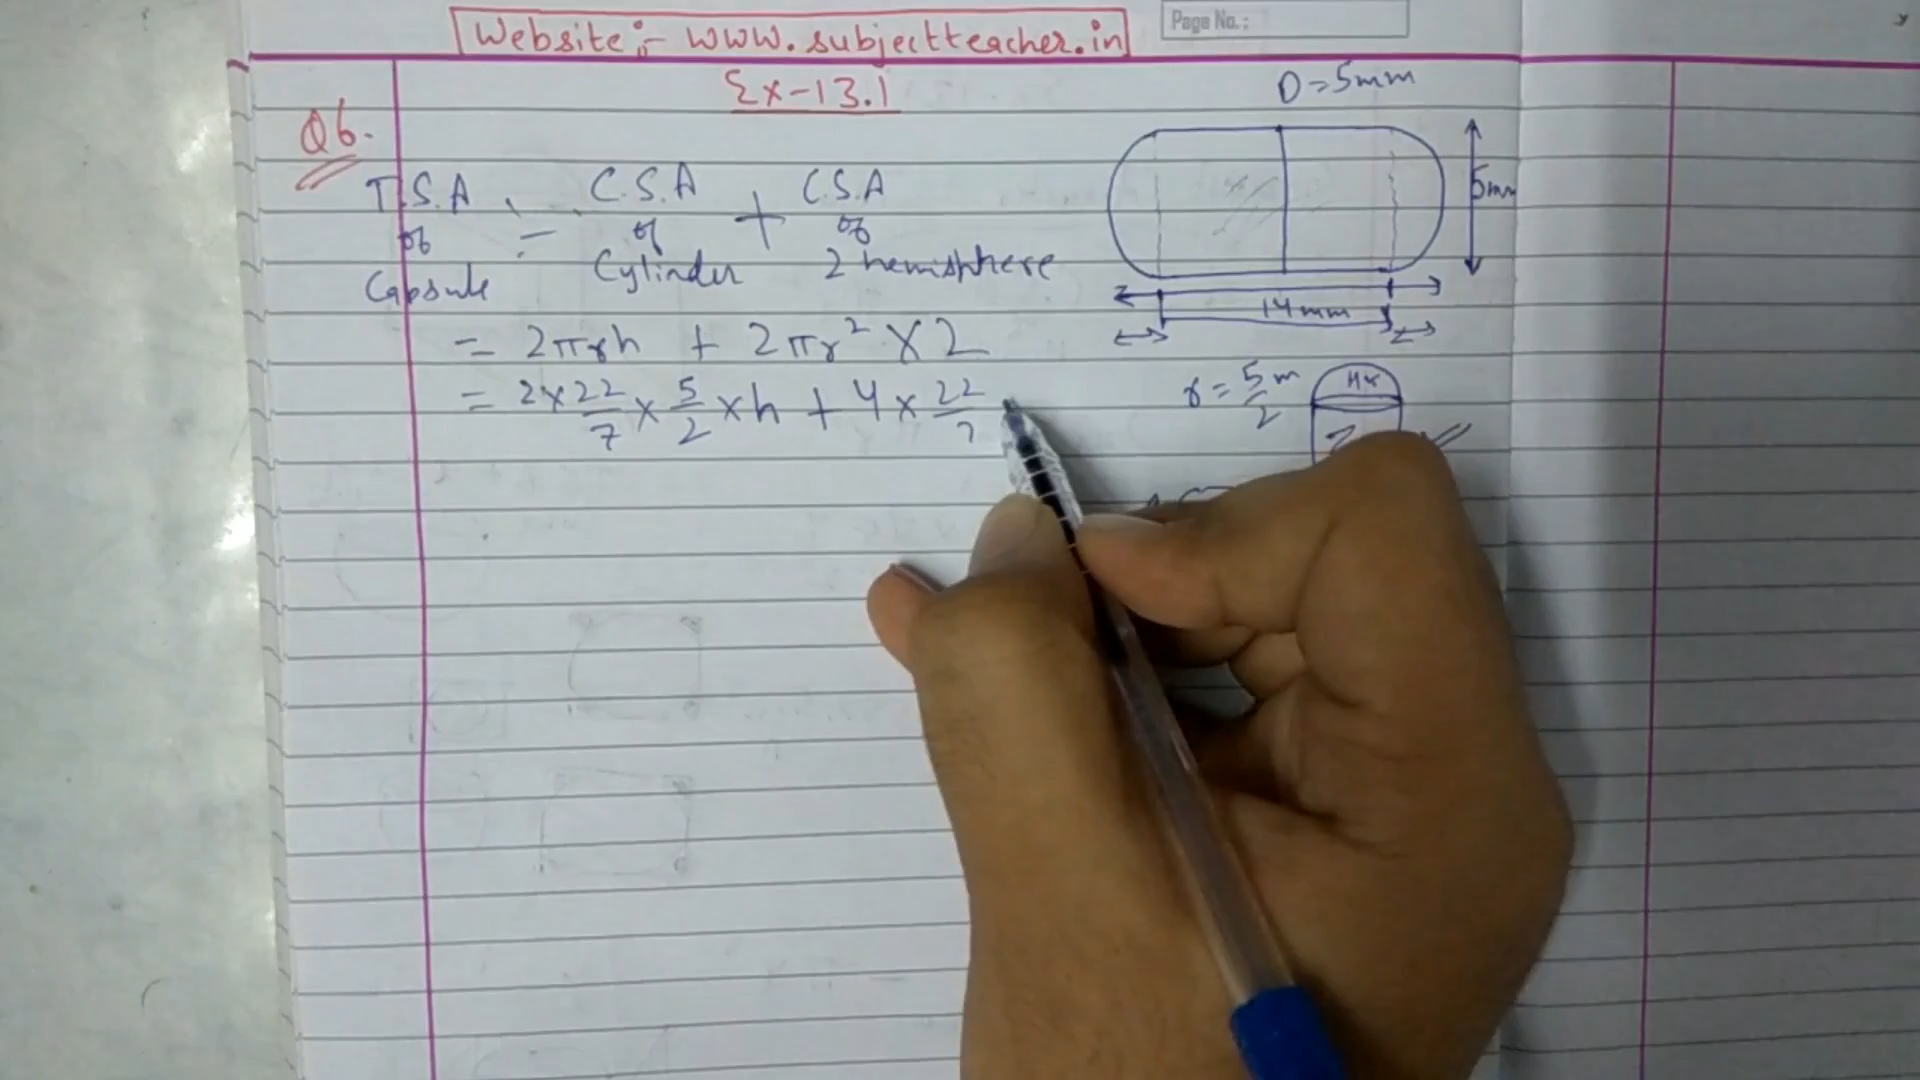 Page No.:
Website:- www.subjectteacher.in
Ex-13.1
D=5mm
Q6.
T.S.A of Capsule = C.S.A of Cylinder + C.S.A of 2 hemisphere
5mm
14mm
= 2πrh + 2πr² × 2
= 2×22/7 × 5/2 × h + 4 × 22/7
r = 5/2 m